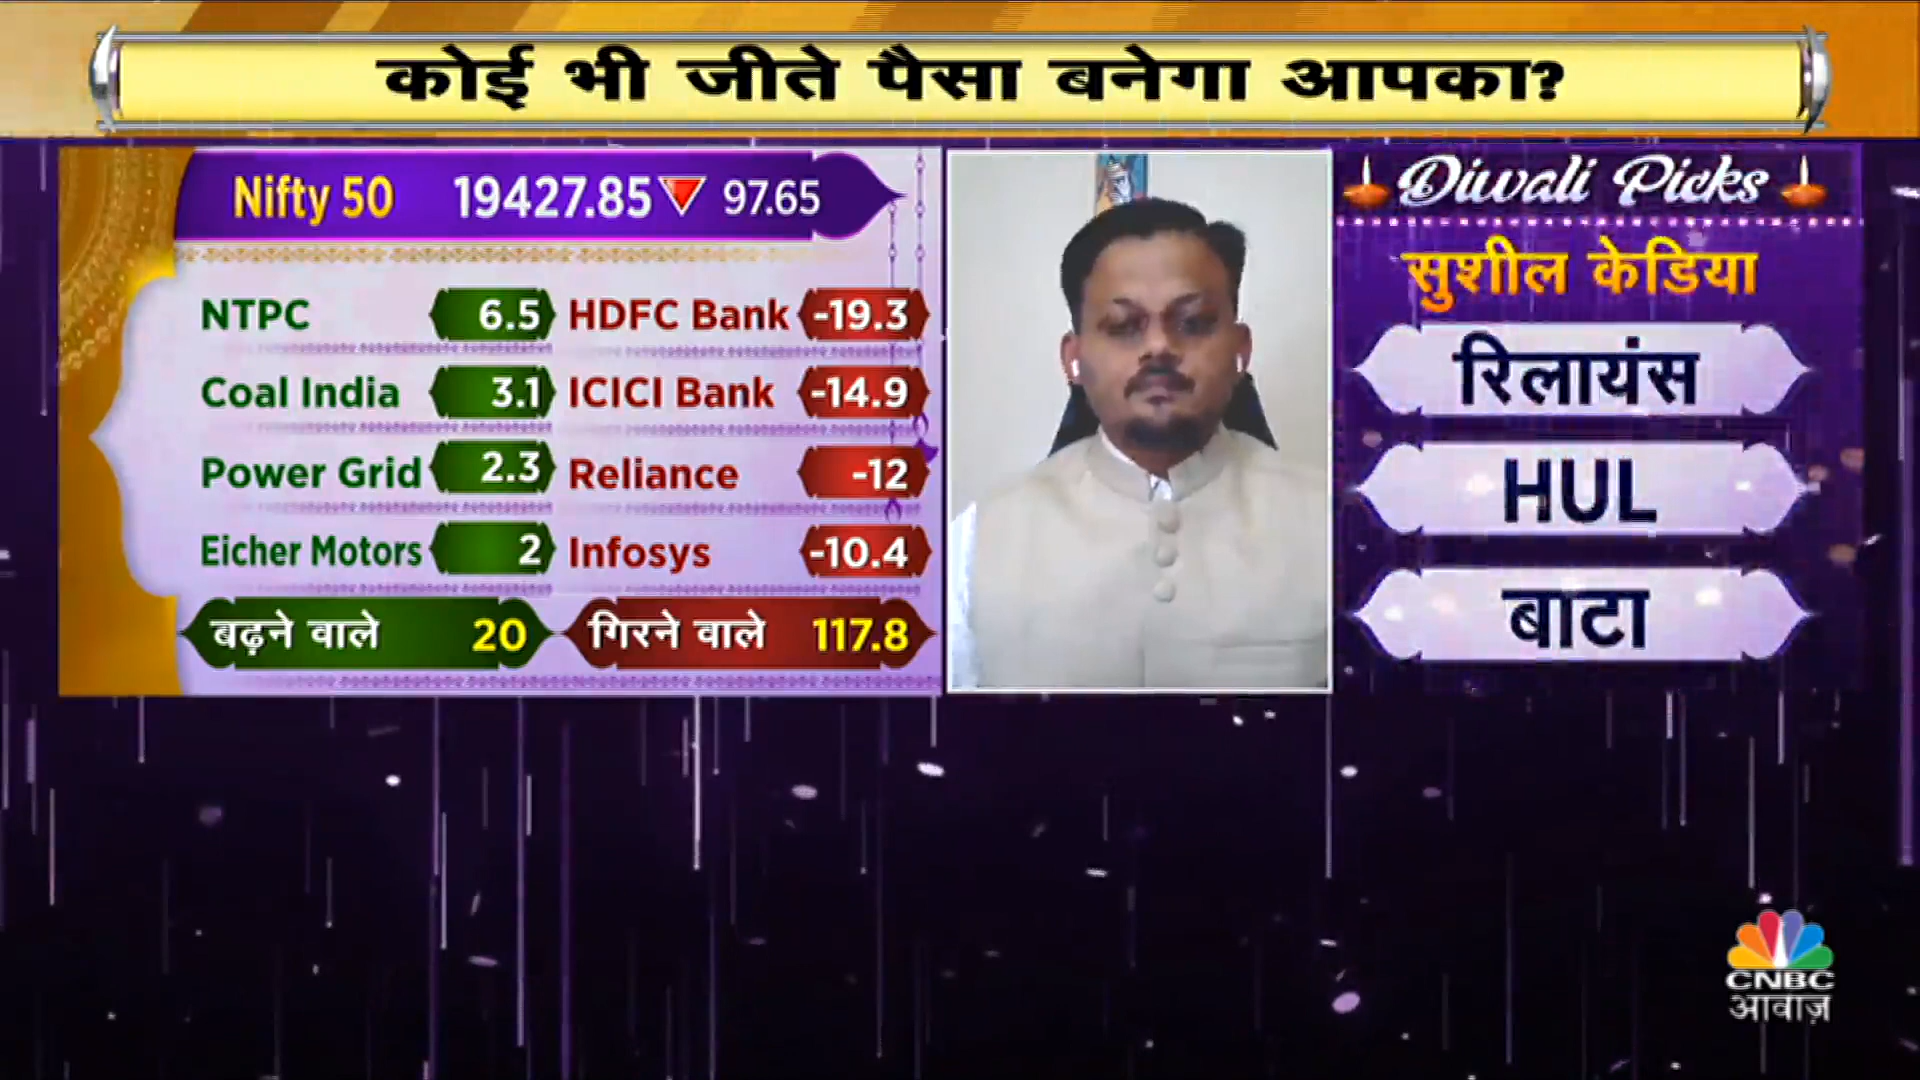 कोई भी जीते पैसा बनेगा आपका?
Nifty 50 19427.85 97.65
NTPC 6.5 HDFC Bank -19.3
Coal India 3.1 ICICI Bank -14.9
Power Grid 2.3 Reliance -12
Eicher Motors 2 Infosys -10.4
बढ़ने वाले 20 गिरने वाले 117.8
Diwali Picks
सुशील केडिया
रिलायंस
HUL
बाटा
CNBC
आवाज़